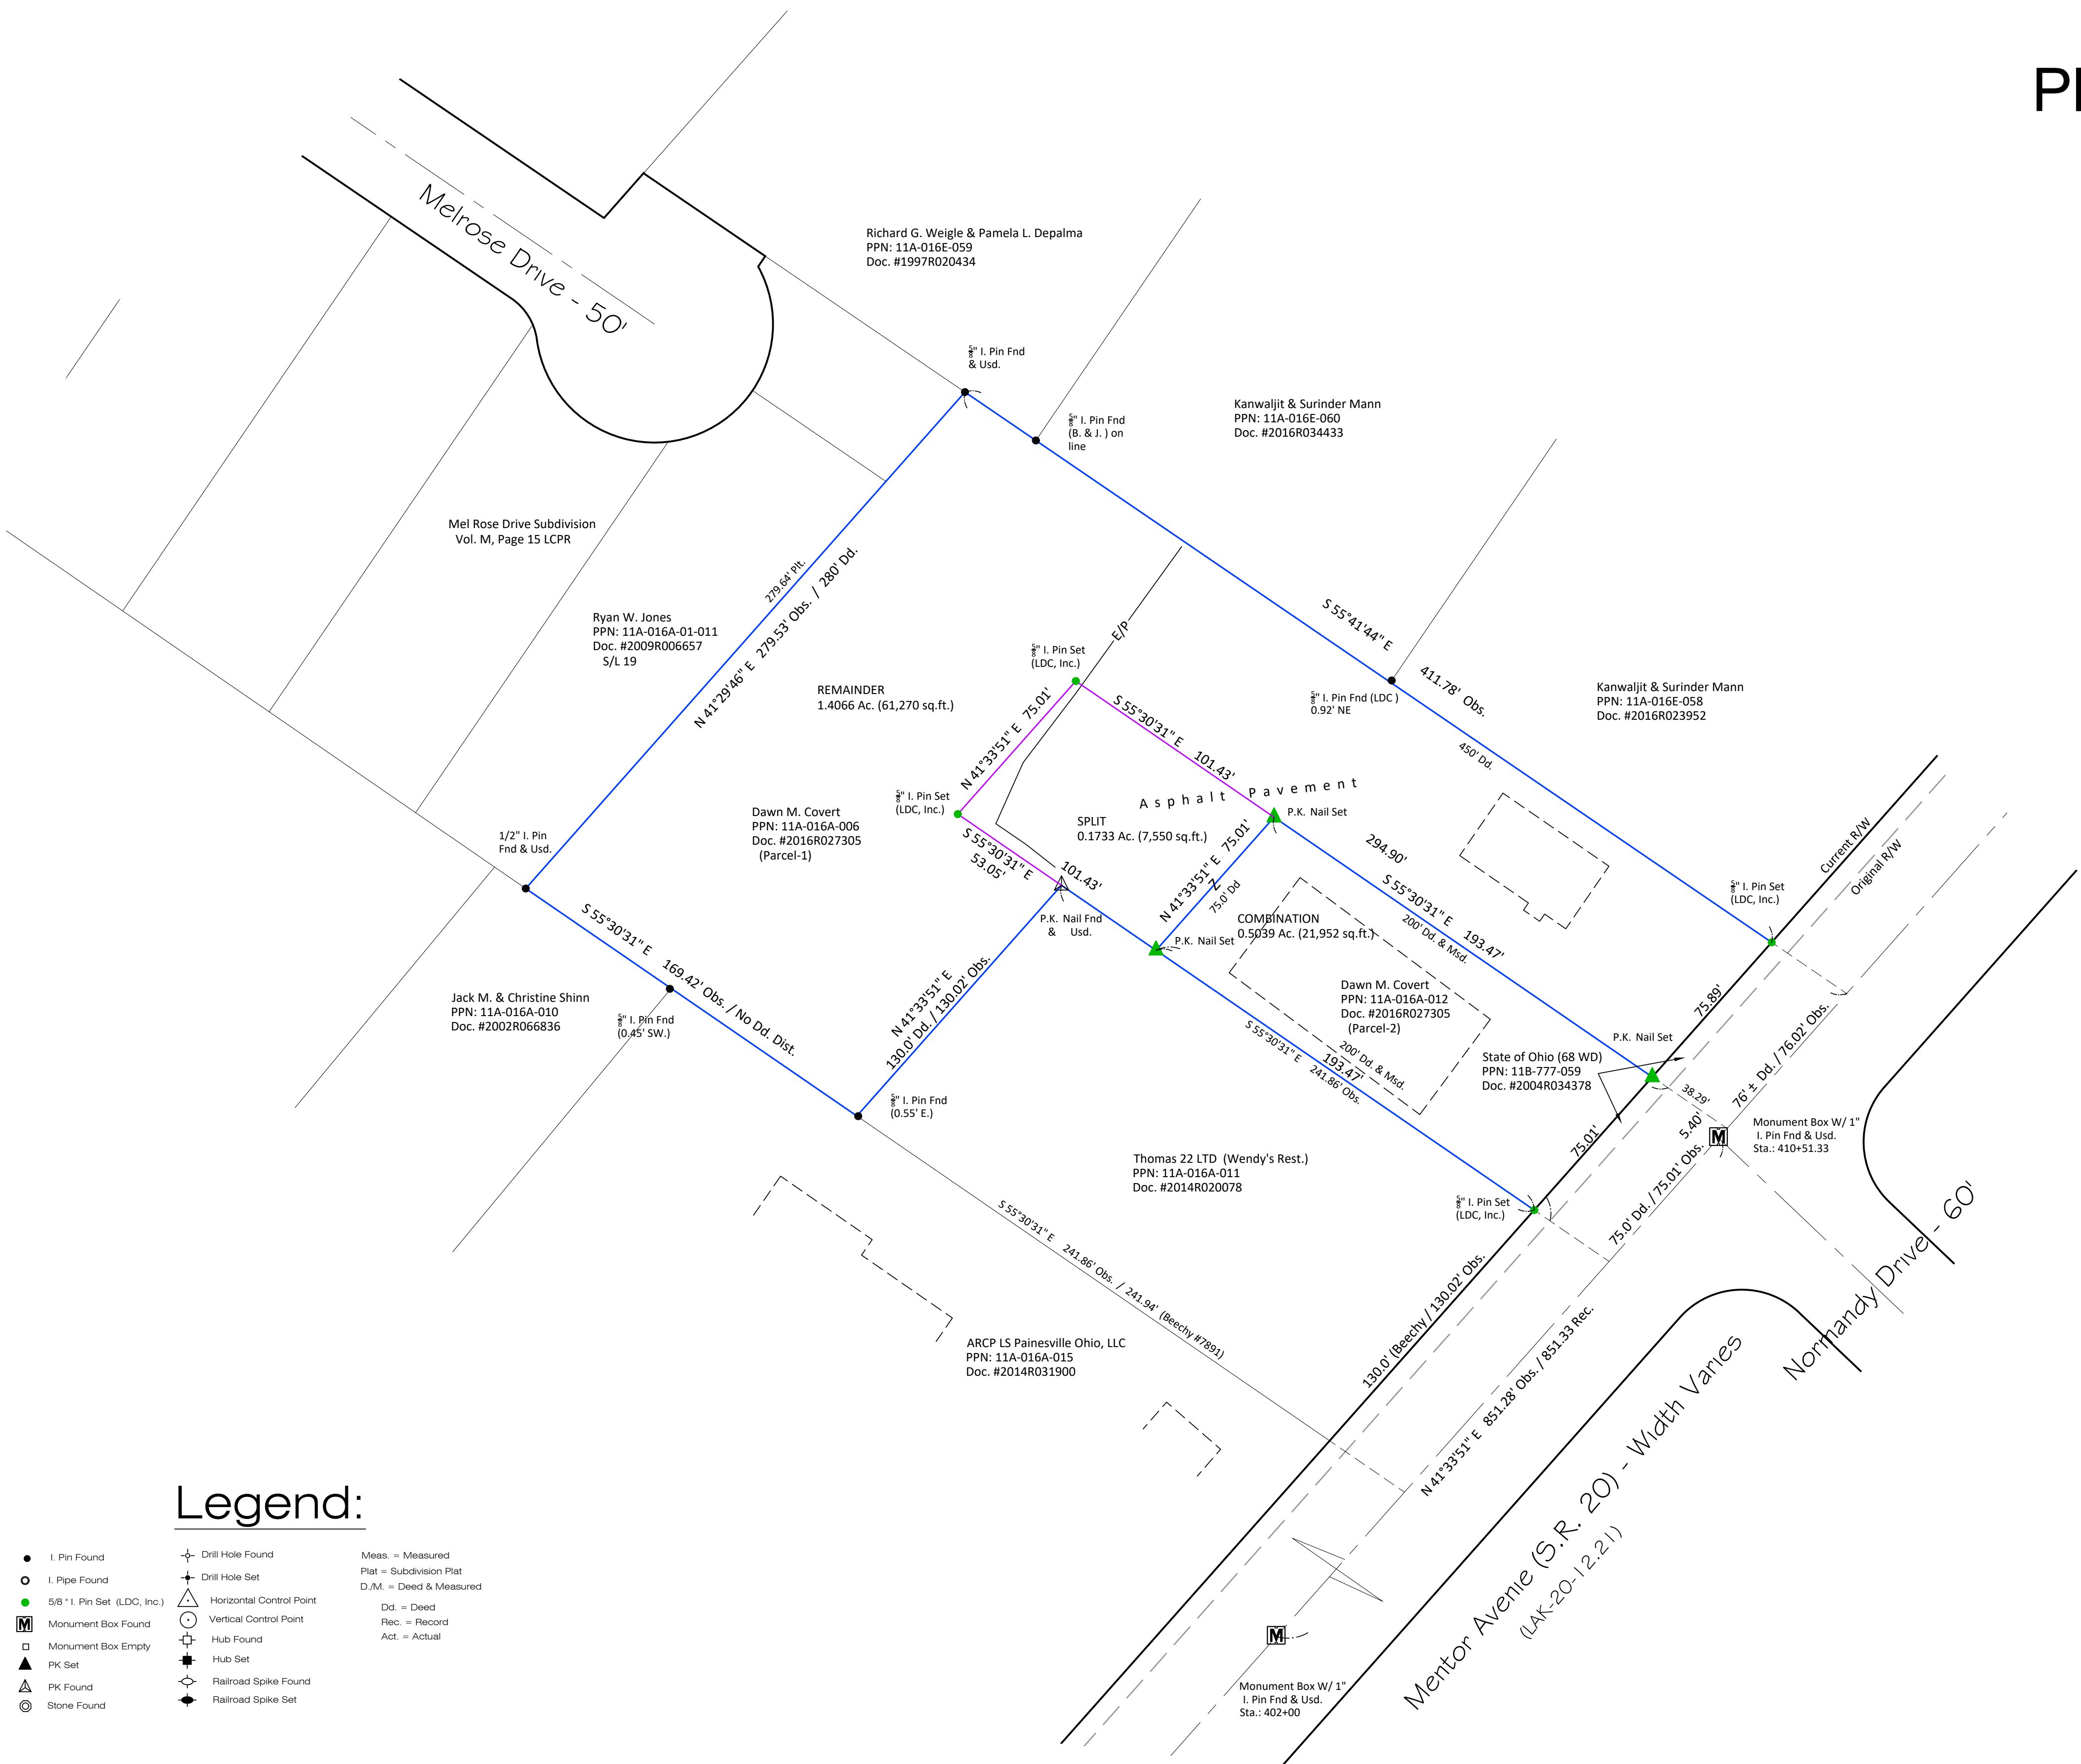 Pl
Melrose Drive - 50'
Richard G. Weigle & Pamela L. Depalma
PPN: 11A-016E-059
Doc. #1997R020434
5/8" I. Pin Fnd
& Usd.
5/8" I. Pin Fnd
(B. & J. ) on
line
Kanwaljit & Surinder Mann
PPN: 11A-016E-060
Doc. #2016R034433
Mel Rose Drive Subdivision
Vol. M, Page 15 LCPR
279.64' Plt.
N 41°29'46" E 279.53' Obs. / 280' Dd.
Ryan W. Jones
PPN: 11A-016A-01-011
Doc. #2009R006657
S/L 19
E/P
S 55°41'44" E 411.78' Obs.
450' Dd.
5/8" I. Pin Set
(LDC, Inc.)
REMAINDER
1.4066 Ac. (61,270 sq.ft.)
5/8" I. Pin Fnd (LDC )
0.92' NE
Kanwaljit & Surinder Mann
PPN: 11A-016E-058
Doc. #2016R023952
N 41°33'51" E 75.01'
S 55°30'31" E 101.43'
Asphalt Pavement
5/8" I. Pin Set
(LDC, Inc.)
P.K. Nail Set
Dawn M. Covert
PPN: 11A-016A-006
Doc. #2016R027305
(Parcel-1)
SPLIT
0.1733 Ac. (7,550 sq.ft.)
1/2" I. Pin
Fnd & Usd.
S 55°30'31" E
53.05'
101.43'
294.90'
Current R/W
Original R/W
N 41°33'51" E 75.01'
Z
75.0' Dd
S 55°30'31" E 193.47'
200' Dd. & Msd.
5/8" I. Pin Set
(LDC, Inc.)
P.K. Nail Fnd
& Usd.
P.K. Nail Set
COMBINATION
0.5039 Ac. (21,952 sq.ft.)
S 55°30'31" E 169.42' Obs. / No Dd. Dist.
N 41°33'51" E
130.0' Dd. / 130.02' Obs.
Jack M. & Christine Shinn
PPN: 11A-016A-010
Doc. #2002R066836
5/8" I. Pin Fnd
(0.45' SW.)
Dawn M. Covert
PPN: 11A-016A-012
Doc. #2016R027305
(Parcel-2)
75.89'
P.K. Nail Set
76' ± Dd. / 76.02' Obs.
S 55°30'31" E 241.86' Obs.
200' Dd. & Msd.
193.47'
State of Ohio (68 WD)
PPN: 11B-777-059
Doc. #2004R034378
38.29'
5.40'
5/8" I. Pin Fnd
(0.55' E.)
Monument Box W/ 1"
I. Pin Fnd & Usd.
Sta.: 410+51.33
75.01'
75.0' Dd. / 75.01' Obs.
Thomas 22 LTD (Wendy's Rest.)
PPN: 11A-016A-011
Doc. #2014R020078
5/8" I. Pin Set
(LDC, Inc.)
S 55°30'31" E 241.86' Obs. / 241.94' (Beechy #7891)
130.0' (Beechy / 130.02' Obs.
Normandy Drive - 60'
ARCP LS Painesville Ohio, LLC
PPN: 11A-016A-015
Doc. #2014R031900
N 41°33'51" E 851.28' Obs. / 851.33 Rec.
Mentor Avenie (S.R. 20) - Width Varies
(LAK-20-12.21)
Monument Box W/ 1"
I. Pin Fnd & Usd.
Sta.: 402+00
Legend:
I. Pin Found
I. Pipe Found
5/8 " I. Pin Set (LDC, Inc.)
M Monument Box Found
Monument Box Empty
PK Set
PK Found
Stone Found
Drill Hole Found
Drill Hole Set
Horizontal Control Point
Vertical Control Point
Hub Found
Hub Set
Railroad Spike Found
Railroad Spike Set
Meas. = Measured
Plat = Subdivision Plat
D./M. = Deed & Measured
Dd. = Deed
Rec. = Record
Act. = Actual
M
M